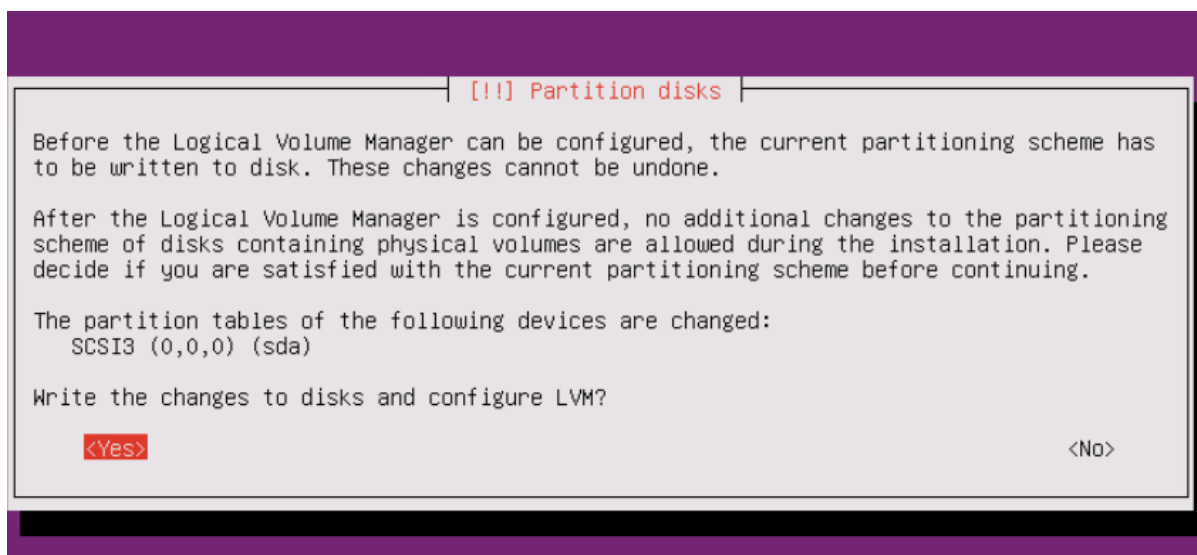 [!!] Partition disks
Before the Logical Volume Manager can be configured, the current partitioning scheme has
to be written to disk. These changes cannot be undone.
After the Logical Volume Manager is configured, no additional changes to the partitioning
scheme of disks containing physical volumes are allowed during the installation. Please
decide if you are satisfied with the current partitioning scheme before continuing.
The partition tables of the following devices are changed:
SCSI3 (0,0,0) (sda)
Write the changes to disks and configure LVM?
<Yes> <No>